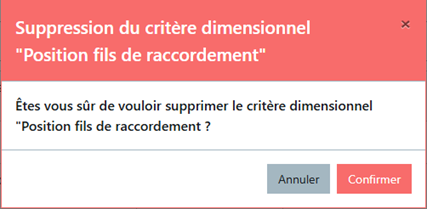 Suppression du critère dimensionnel
"Position fils de raccordement"
×
Êtes vous sûr de vouloir supprimer le critère dimensionnel
"Position fils de raccordement ?
Annuler
Confirmer